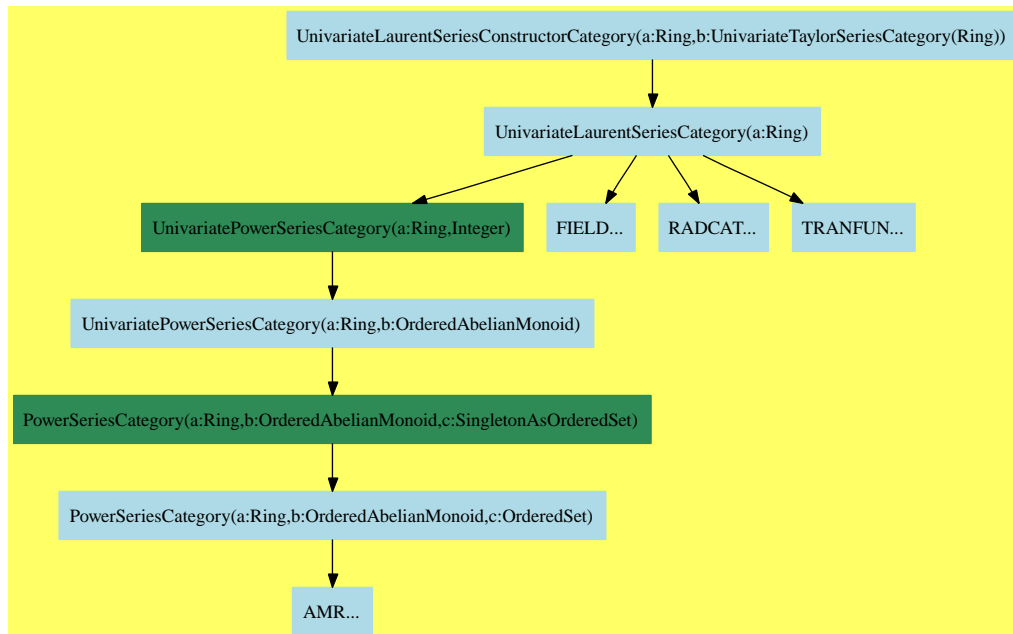 UnivariateLaurentSeriesConstructorCategory(a:Ring,b:UnivariateTaylorSeriesCategory(Ring))
UnivariateLaurentSeriesCategory(a:Ring)
UnivariatePowerSeriesCategory(a:Ring,Integer)
FIELD...
RADCAT...
TRANFUN...
UnivariatePowerSeriesCategory(a:Ring,b:OrderedAbelianMonoid)
PowerSeriesCategory(a:Ring,b:OrderedAbelianMonoid,c:SingletonAsOrderedSet)
PowerSeriesCategory(a:Ring,b:OrderedAbelianMonoid,c:OrderedSet)
AMR...